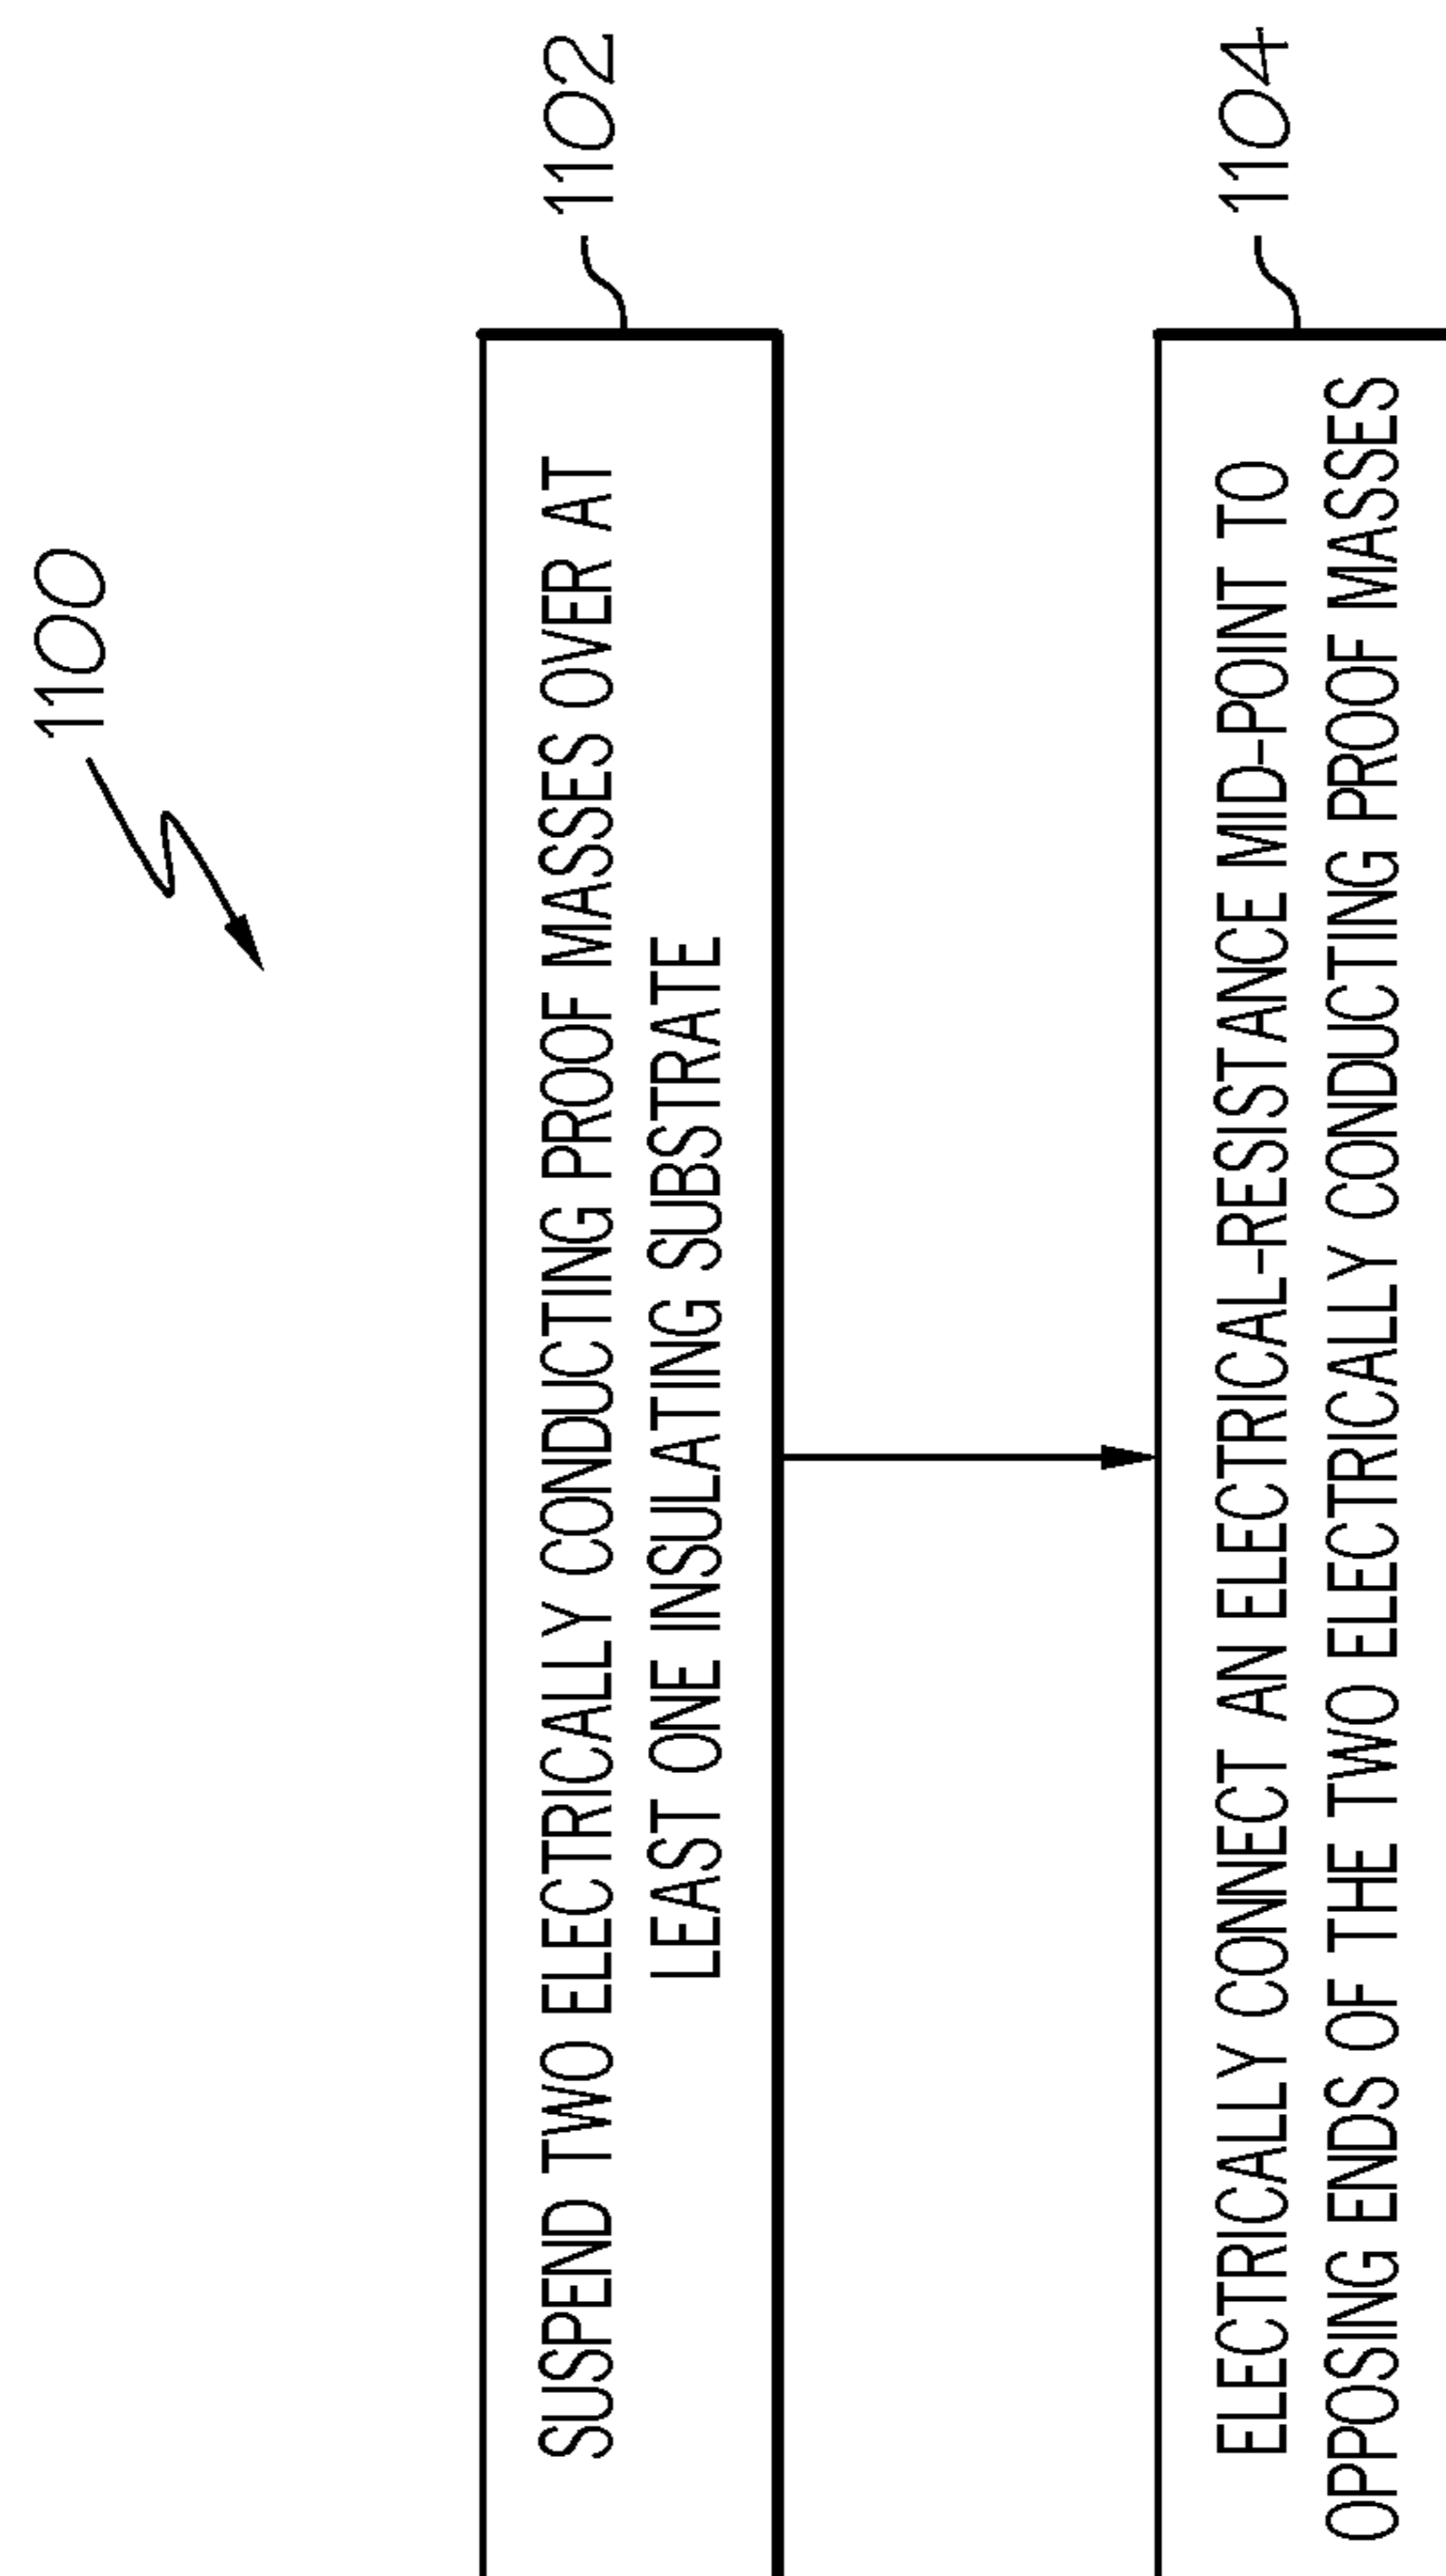 1100
SUSPEND TWO ELECTRICALLY CONDUCTING PROOF MASSES OVER AT
LEAST ONE INSULATING SUBSTRATE
1102
ELECTRICALLY CONNECT AN ELECTRICAL-RESISTANCE MID-POINT TO
OPPOSING ENDS OF THE TWO ELECTRICALLY CONDUCTING PROOF MASSES
1104